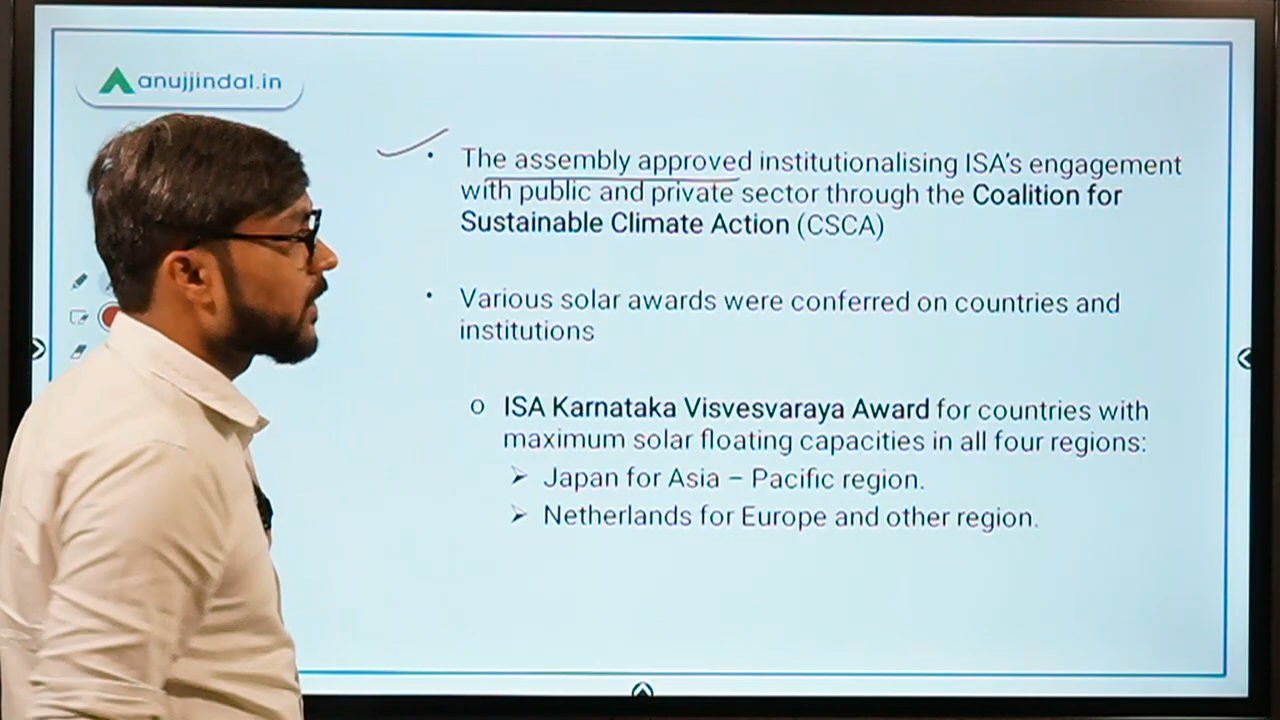 anujjindal.in
• The assembly approved institutionalising ISA's engagement
with public and private sector through the Coalition for
Sustainable Climate Action (CSCA)
• Various solar awards were conferred on countries and
institutions
o ISA Karnataka Visvesvaraya Award for countries with
maximum solar floating capacities in all four regions:
➢ Japan for Asia – Pacific region.
➢ Netherlands for Europe and other region.